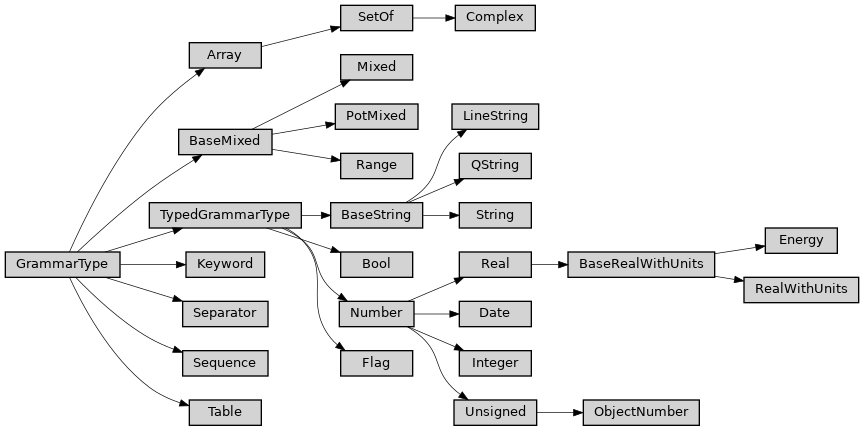 SetOf
Complex
Array
Mixed
PotMixed
LineString
BaseMixed
Range
QString
TypedGrammarType
BaseString
String
GrammarType
Keyword
Bool
Real
BaseRealWithUnits
Energy
RealWithUnits
Separator
Number
Date
Sequence
Flag
Integer
Table
Unsigned
ObjectNumber